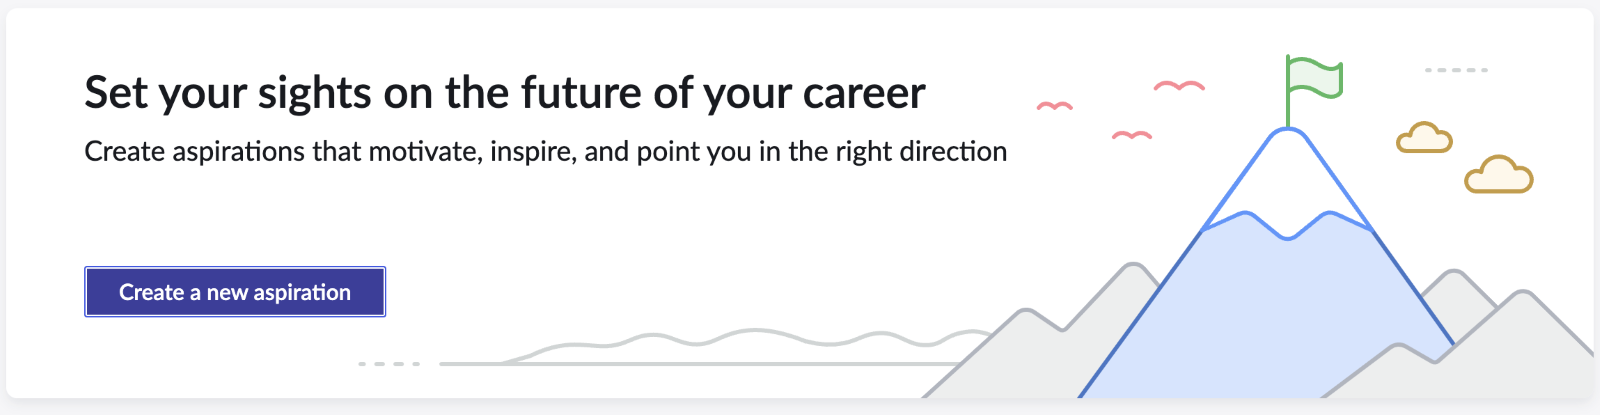 Set your sights on the future of your career
Create aspirations that motivate, inspire, and point you in the right direction
Create a new aspiration